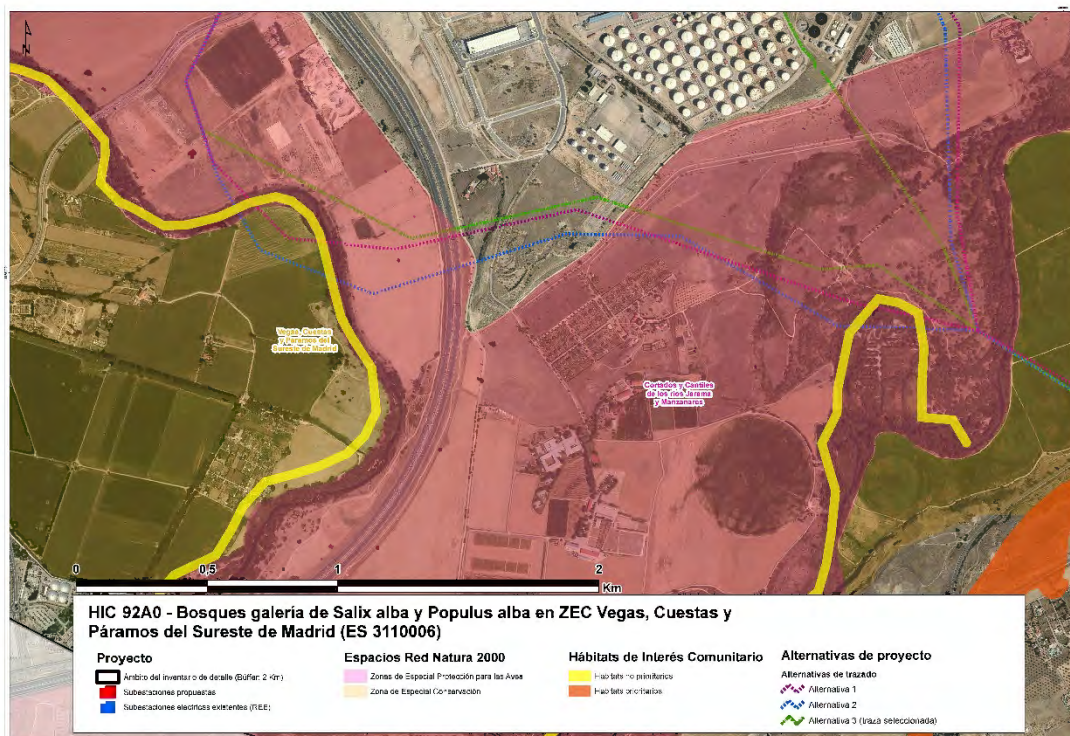 N
Vegas, Cuestas
y Páramos del
Sureste de Madrid
Cortados y Cantiles
de los ríos Jarama
y Manzanares
0
0,5
1
2
Km
HIC 92A0 - Bosques galería de Salix alba y Populus alba en ZEC Vegas, Cuestas y
Páramos del Sureste de Madrid (ES 3110006)
Proyecto
Ámbito del inventario de detalle (Búffer: 2 Km)
Subestaciones propuestas
Subestaciones eléctricas existentes (REE)
Espacios Red Natura 2000
Zonas de Especial Protección para las Aves
Zona de Especial Conservación
Hábitats de Interés Comunitario
Hábitats no prioritarios
Hábitats prioritarios
Alternativas de proyecto
Alternativas de trazado
Alternativa 1
Alternativa 2
Alternativa 3 (traza seleccionada)